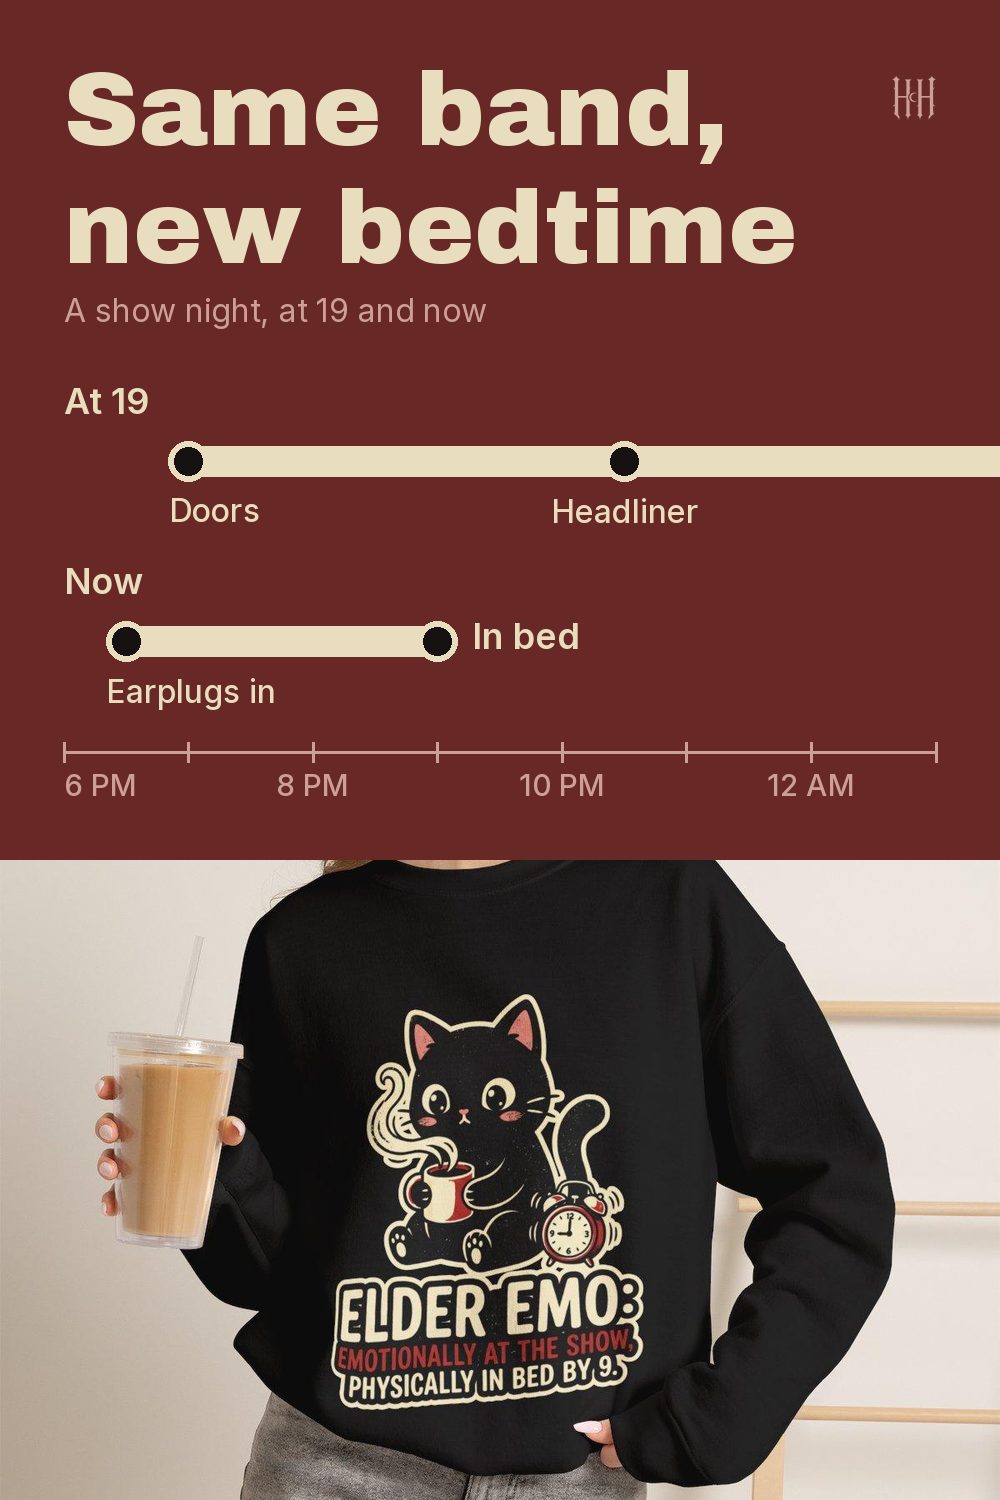 Same band,
new bedtime
A show night, at 19 and now
At 19
Doors
Headliner
Now
In bed
Earplugs in
6 PM
8 PM
10 PM
12 AM
ELDER EMO:
EMOTIONALLY AT THE SHOW,
PHYSICALLY IN BED BY 9.